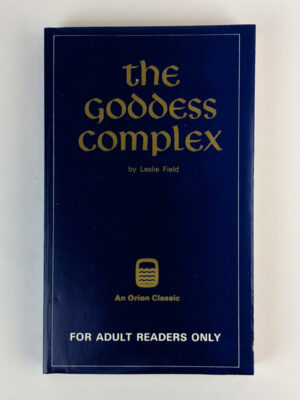 the
goddess
complex
by Leslie Field
An Orion Classic
FOR ADULT READERS ONLY